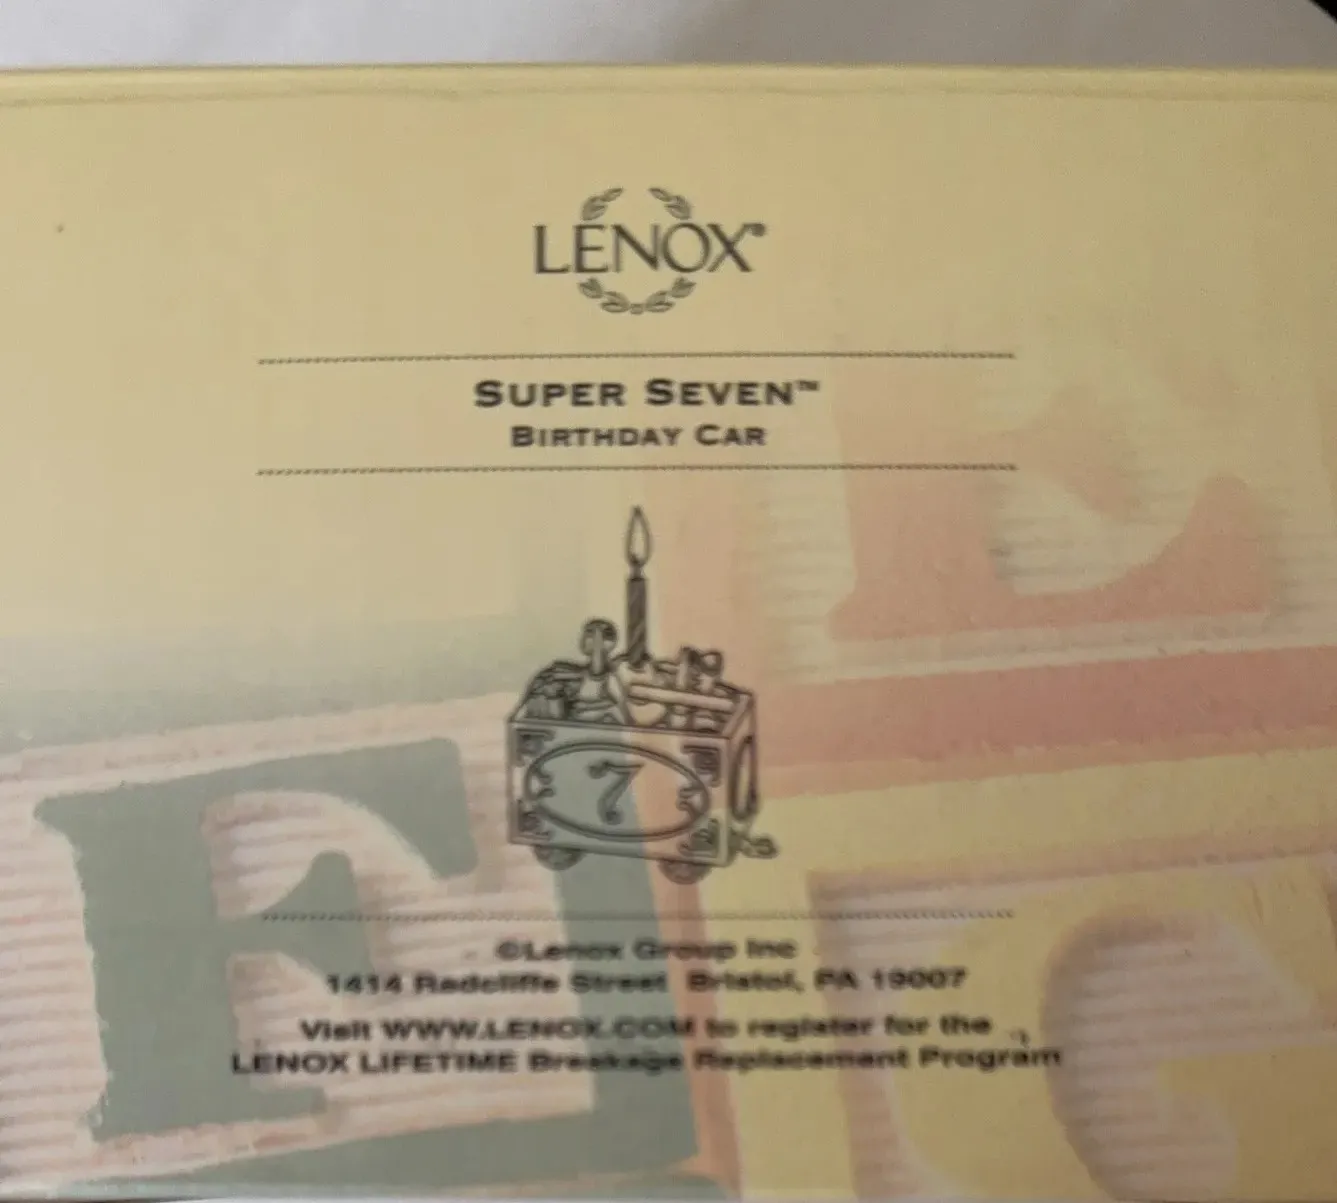 LENOX®
SUPER SEVEN™
BIRTHDAY CAR
7
©Lenox Group Inc
1414 Radcliffe Street Bristol, PA 19007
Visit WWW.LENOX.COM to register for the
LENOX LIFETIME Breakage Replacement Program
E
E